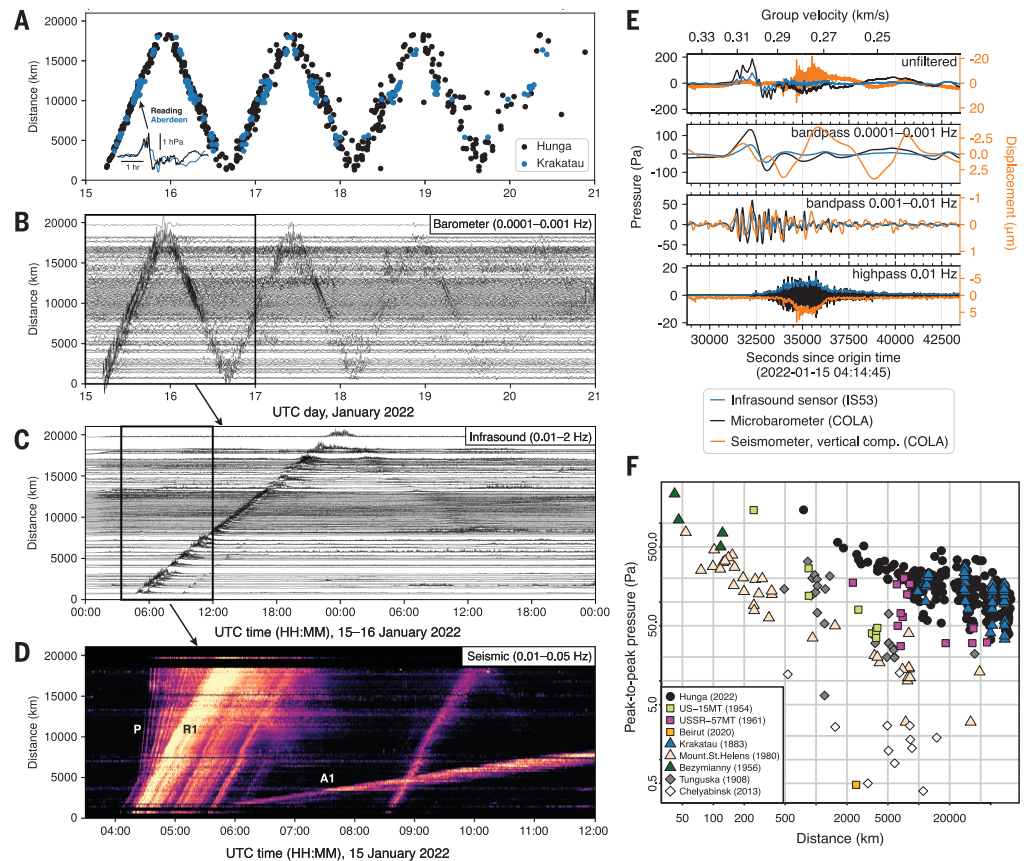 A
Distance (km)
20000
17500
15000
12500
10000
7500
5000
2500
0
Reading
Aberdeen
1 hPa
1 hr
Hunga
Krakatau
15 16 17 18 19 20 21
B
Distance (km)
20000
15000
10000
5000
0
Barometer (0.0001–0.001 Hz)
15 16 17 18 19 20 21
UTC day, January 2022
C
Distance (km)
20000
15000
10000
5000
0
Infrasound (0.01–2 Hz)
00:00 06:00 12:00 18:00 00:00 06:00 12:00 18:00 00:00
UTC time (HH:MM), 15–16 January 2022
D
Distance (km)
20000
15000
10000
5000
0
Seismic (0.01–0.05 Hz)
P
R1
A1
04:00 05:00 06:00 07:00 08:00 09:00 10:00 11:00 12:00
UTC time (HH:MM), 15 January 2022
E
Group velocity (km/s)
0.33 0.31 0.29 0.27 0.25
unfiltered
200
0
-200
-20
0
20
bandpass 0.0001–0.001 Hz
100
0
-100
-2.5
0.0
2.5
bandpass 0.001–0.01 Hz
50
0
-50
-1
0
1
highpass 0.01 Hz
20
0
-20
-5
0
5
Pressure (Pa)
Displacement (μm)
30000 32500 35000 37500 40000 42500
Seconds since origin time
(2022-01-15 04:14:45)
Infrasound sensor (IS53)
Microbarometer (COLA)
Seismometer, vertical comp. (COLA)
F
Peak-to-peak pressure (Pa)
500.0
50.0
5.0
0.5
Hunga (2022)
US-15MT (1954)
USSR-57MT (1961)
Beirut (2020)
Krakatau (1883)
Mount.St.Helens (1980)
Bezymianny (1956)
Tunguska (1908)
Chelyabinsk (2013)
50 100 200 500 2000 5000 20000
Distance (km)